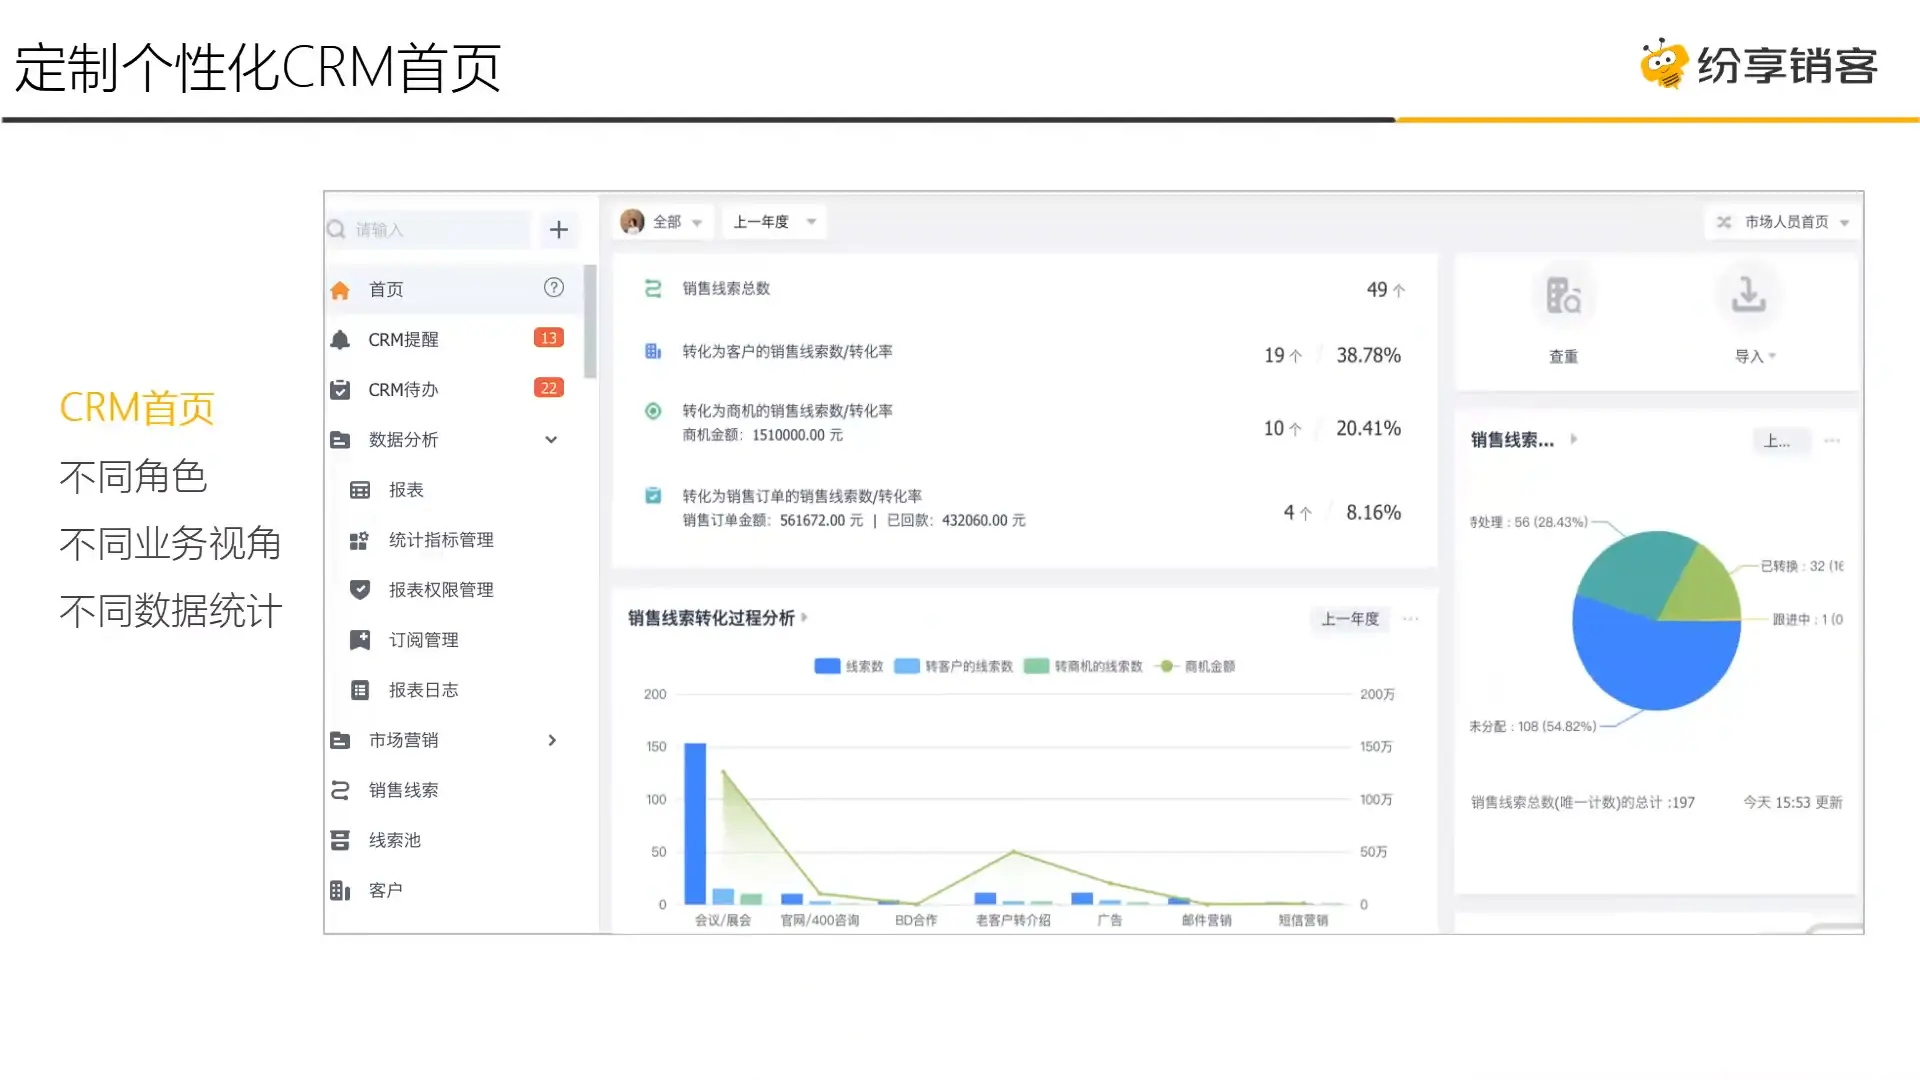 定制个性化CRM首页
纷享销客
CRM首页
不同角色
不同业务视角
不同数据统计
请输入
首页
CRM提醒 13
CRM待办 22
数据分析
报表
统计指标管理
报表权限管理
订阅管理
报表日志
市场营销
销售线索
线索池
客户
全部 上一年度
市场人员首页
销售线索总数 49 个
转化为客户的销售线索数/转化率 19 个 / 38.78%
转化为商机的销售线索数/转化率 10 个 / 20.41%
商机金额：1510000.00 元
转化为销售订单的销售线索数/转化率 4 个 / 8.16%
销售订单金额：561672.00 元 | 已回款：432060.00 元
销售线索转化过程分析 上一年度 ...
线索数 转客户的线索数 转商机的线索数 商机金额
200 200万
150 150万
100 100万
50 50万
0 0
会议/展会 官网/400咨询 BD合作 老客户转介绍 广告 邮件营销 短信营销
查重 导入
销售线索... 上... ...
待处理 : 56 (28.43%)
已转换 : 32 (16
跟进中 : 1 (0
未分配 : 108 (54.82%)
销售线索总数(唯一计数)的总计 :197 今天 15:53 更新